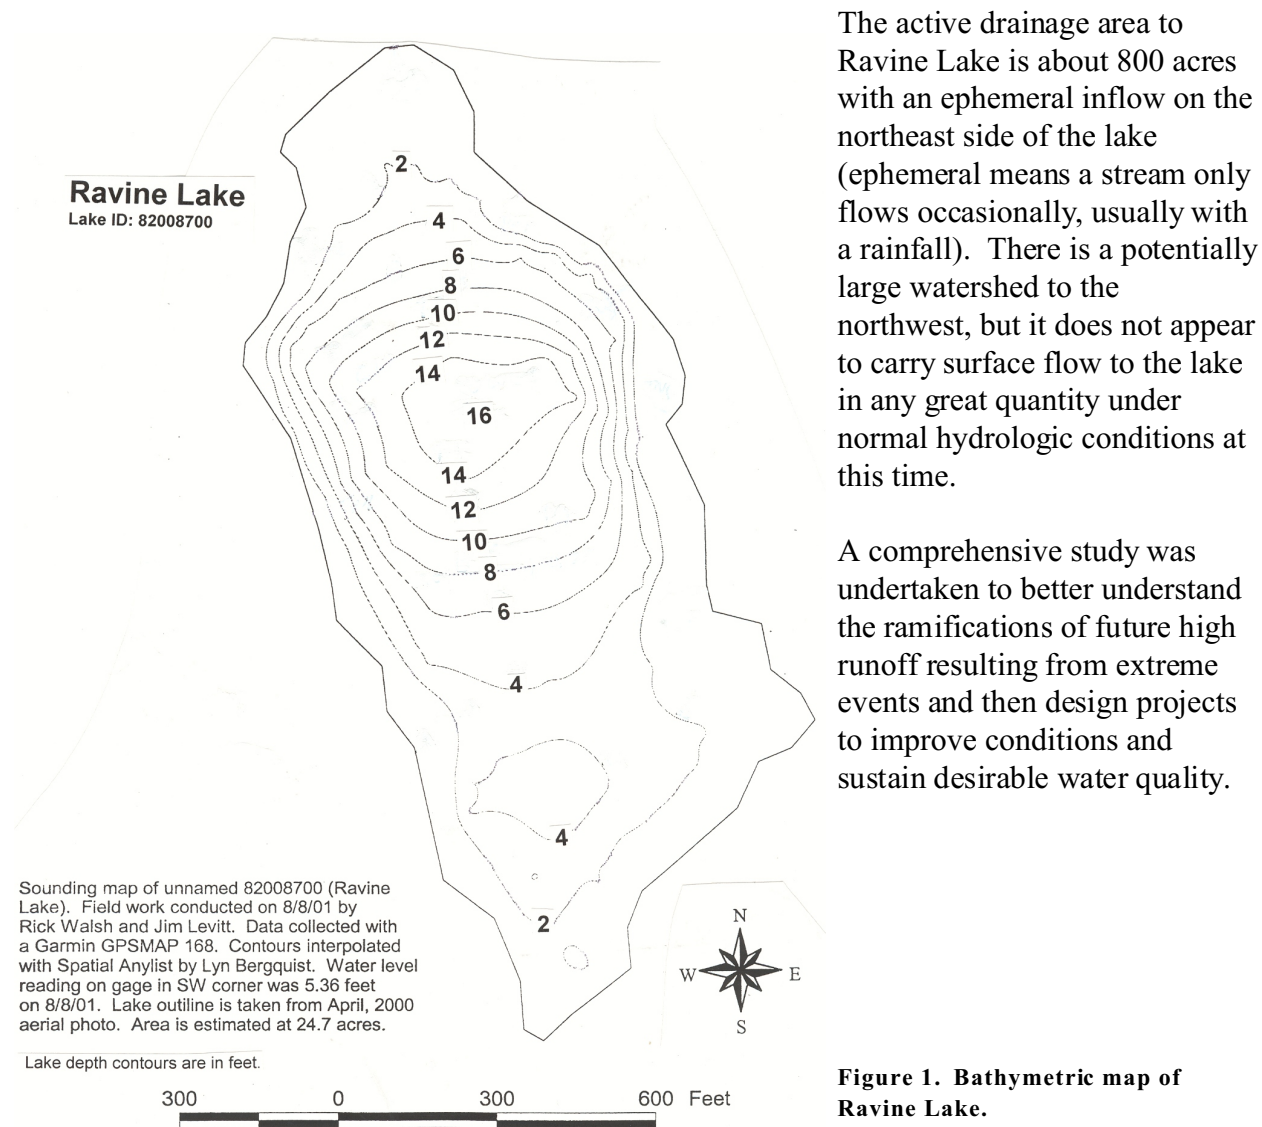 The active drainage area to
Ravine Lake is about 800 acres
with an ephemeral inflow on the
northeast side of the lake
(ephemeral means a stream only
flows occasionally, usually with
a rainfall).  There is a potentially
large watershed to the
northwest, but it does not appear
to carry surface flow to the lake
in any great quantity under
normal hydrologic conditions at
this time.
A comprehensive study was
undertaken to better understand
the ramifications of future high
runoff resulting from extreme
events and then design projects
to improve conditions and
sustain desirable water quality.
Ravine Lake
Lake ID: 82008700
2
4
6
8
10
12
14
16
14
12
10
8
6
4
4
2
Sounding map of unnamed 82008700 (Ravine
Lake).  Field work conducted on 8/8/01 by
Rick Walsh and Jim Levitt.  Data collected with
a Garmin GPSMAP 168.  Contours interpolated
with Spatial Anylist by Lyn Bergquist.  Water level
reading on gage in SW corner was 5.36 feet
on 8/8/01.  Lake outiline is taken from April, 2000
aerial photo.  Area is estimated at 24.7 acres.
Lake depth contours are in feet.
N
W E
S
300 0 300 600 Feet
Figure 1.  Bathymetric map of
Ravine Lake.